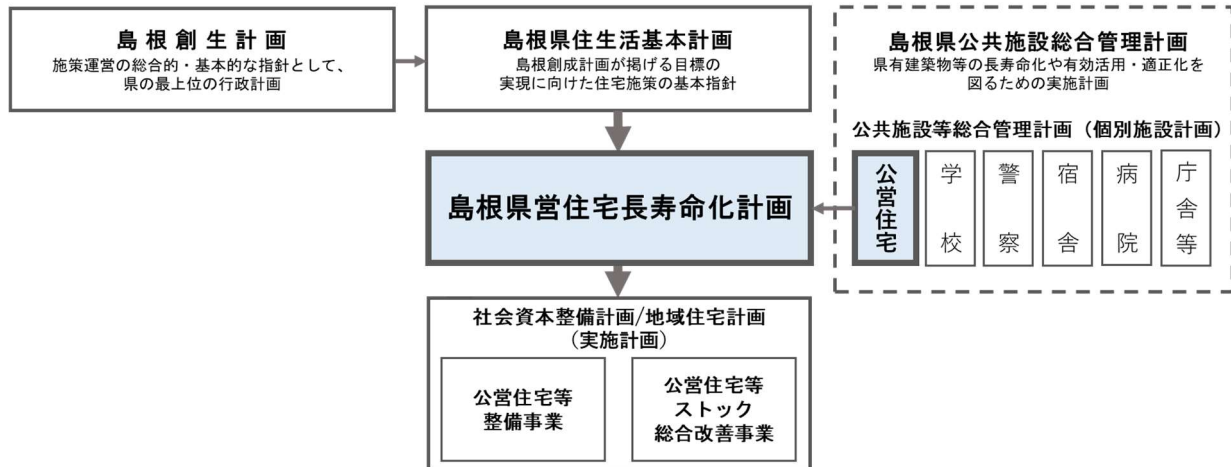 島根創生計画
施策運営の総合的・基本的な指針として、
県の最上位の行政計画
島根県住生活基本計画
島根創成計画が掲げる目標の
実現に向けた住宅施策の基本指針
島根県公共施設総合管理計画
県有建築物等の長寿命化や有効活用・適正化を
図るための実施計画
公共施設等総合管理計画（個別施設計画）
公営住宅
学校
警察
宿舎
病院
庁舎等
島根県営住宅長寿命化計画
社会資本整備計画/地域住宅計画
（実施計画）
公営住宅等
整備事業
公営住宅等
ストック
総合改善事業